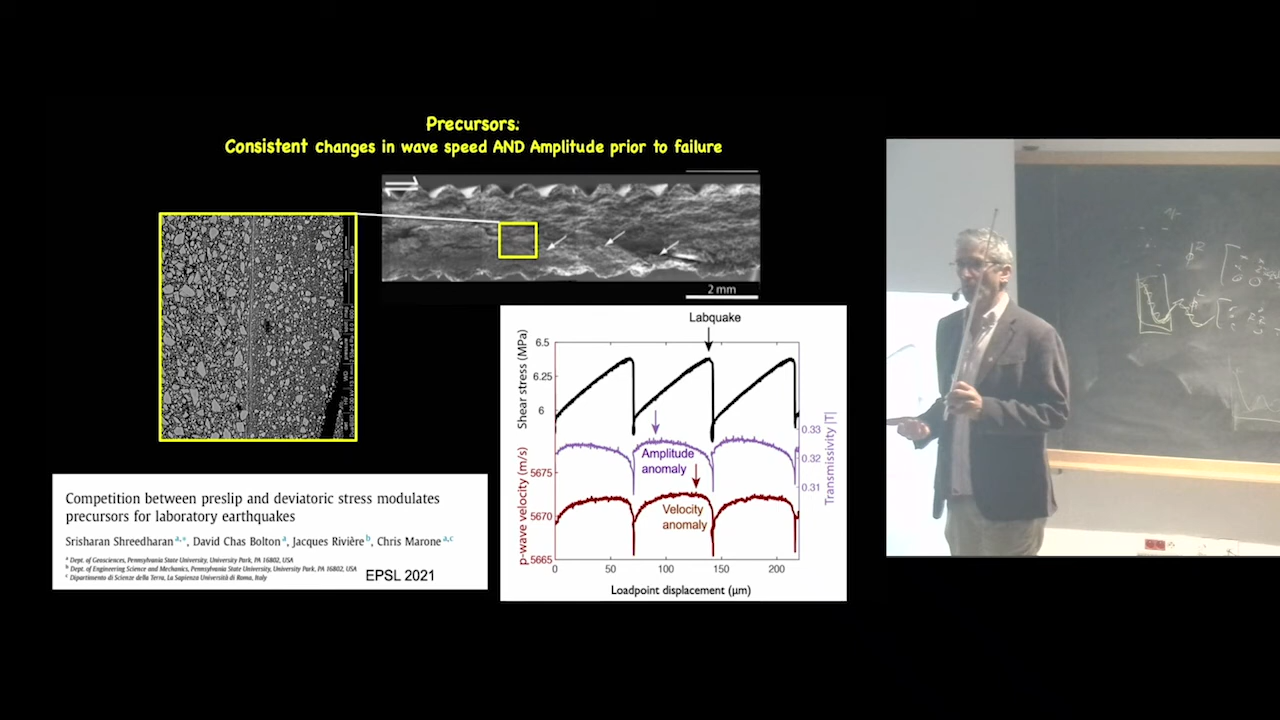 Precursors:
Consistent changes in wave speed AND Amplitude prior to failure
2 mm
Labquake
Shear stress (MPa)
6.5
6.25
6
Amplitude
anomaly
Velocity
anomaly
0.33
0.32
0.31
Transmissivity |T|
p-wave velocity (m/s)
5675
5670
5665
0
50
100
150
200
Loadpoint displacement (μm)
Competition between preslip and deviatoric stress modulates
precursors for laboratory earthquakes
Srisharan Shreedharan a,*, David Chas Bolton a, Jacques Rivière b, Chris Marone a,c
a Dept. of Geosciences, Pennsylvania State University, University Park, PA 16802, USA
b Dept. of Engineering Science and Mechanics, Pennsylvania State University, University Park, PA 16802, USA
c Dipartimento di Scienze della Terra, La Sapienza Università di Roma, Italy
EPSL 2021